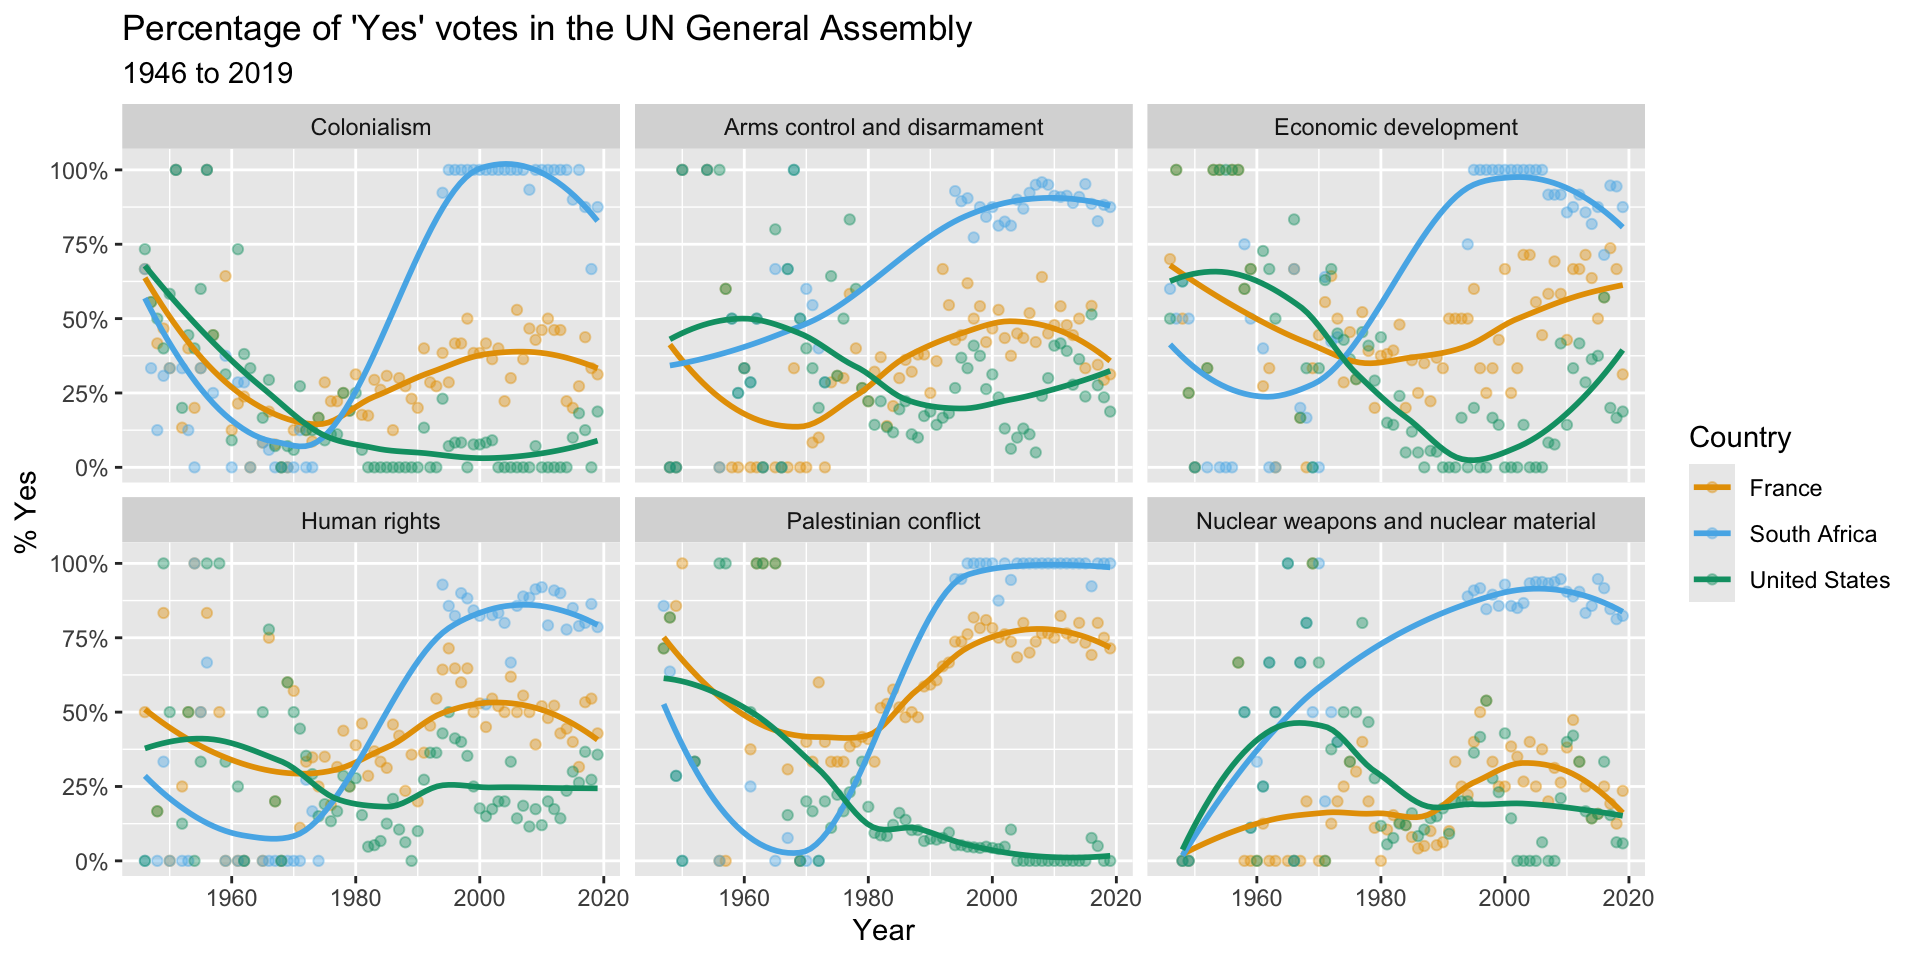 Percentage of 'Yes' votes in the UN General Assembly
1946 to 2019
% Yes
Colonialism
Arms control and disarmament
Economic development
100%
75%
50%
25%
0%
Human rights
Palestinian conflict
Nuclear weapons and nuclear material
100%
75%
50%
25%
0%
1960 1980 2000 2020
1960 1980 2000 2020
1960 1980 2000 2020
Year
Country
France
South Africa
United States